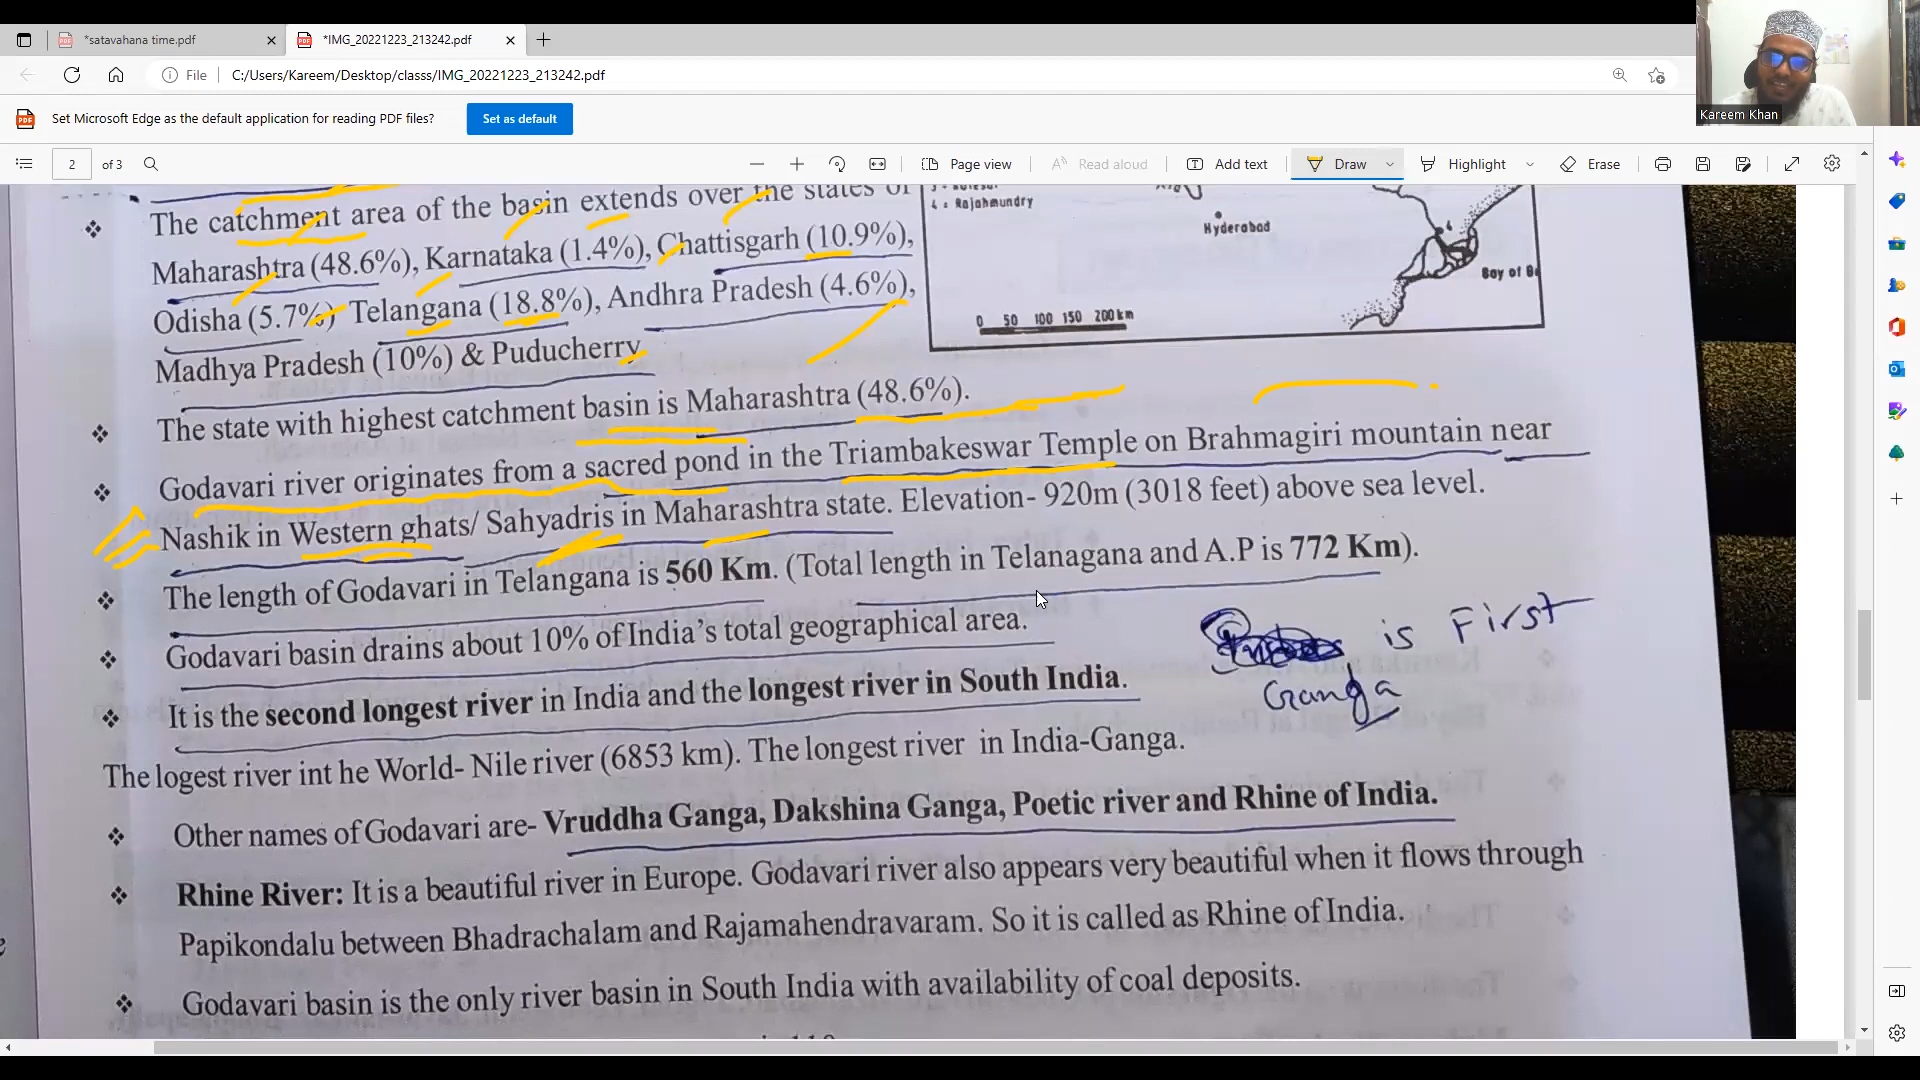 *satavahana time.pdf
*IMG_20221223_213242.pdf
File C:/Users/Kareem/Desktop/classs/IMG_20221223_213242.pdf
Set Microsoft Edge as the default application for reading PDF files? Set as default
Kareem Khan
2 of 3 Page view Read aloud Add text Draw Highlight Erase
The catchment area of the basin extends over the states of
Maharashtra (48.6%), Karnataka (1.4%), Chattisgarh (10.9%),
Odisha (5.7%) Telangana (18.8%), Andhra Pradesh (4.6%),
Madhya Pradesh (10%) & Puducherry
4 = Rajahmundry
Hyderabad
6
Bay of Be
0 50 100 150 200 km
The state with highest catchment basin is Maharashtra (48.6%).
Godavari river originates from a sacred pond in the Triambakeswar Temple on Brahmagiri mountain near
Nashik in Western ghats/ Sahyadris in Maharashtra state. Elevation- 920m (3018 feet) above sea level.
The length of Godavari in Telangana is 560 Km. (Total length in Telanagana and A.P is 772 Km).
Godavari basin drains about 10% of India's total geographical area.
is First
Ganga
It is the second longest river in India and the longest river in South India.
The logest river int he World- Nile river (6853 km). The longest river in India-Ganga.
Other names of Godavari are- Vruddha Ganga, Dakshina Ganga, Poetic river and Rhine of India.
Rhine River: It is a beautiful river in Europe. Godavari river also appears very beautiful when it flows through
Papikondalu between Bhadrachalam and Rajamahendravaram. So it is called as Rhine of India.
Godavari basin is the only river basin in South India with availability of coal deposits.